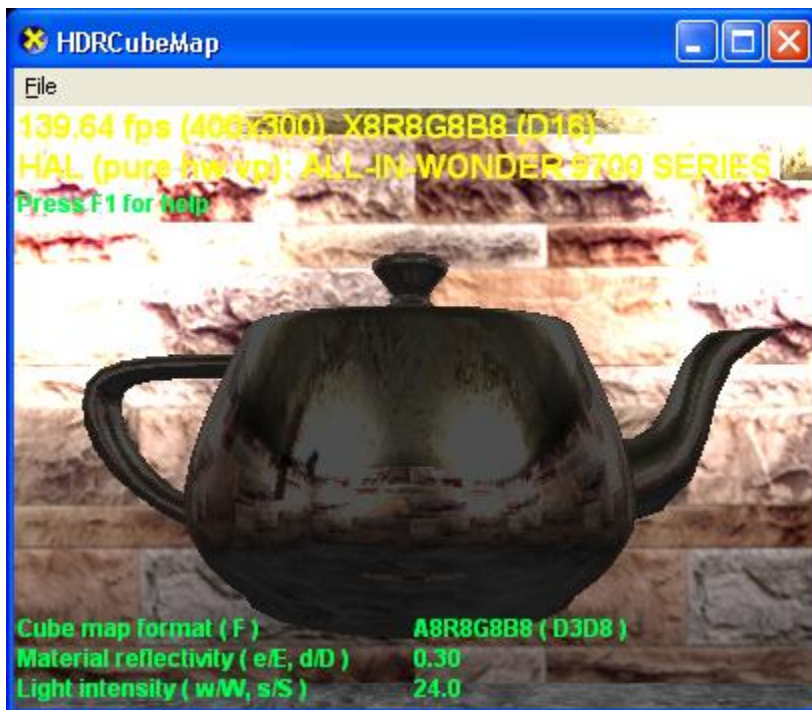 HDRCubeMap
File
139.64 fps (400x300), X8R8G8B8 (D16)
HAL (pure hw vp): ALL-IN-WONDER 9700 SERIES
Press F1 for help
Cube map format ( F ) A8R8G8B8 ( D3D8 )
Material reflectivity ( e/E, d/D ) 0.30
Light intensity ( w/W, s/S ) 24.0